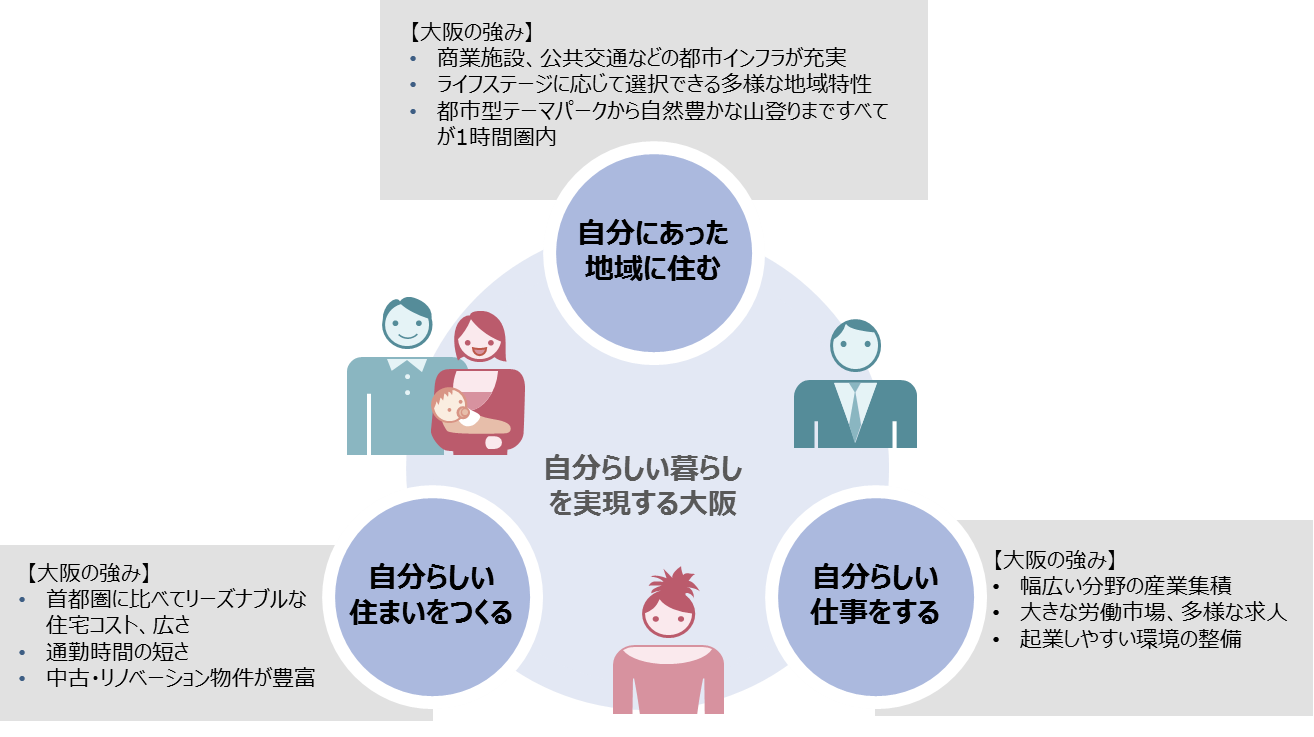 【大阪の強み】
• 商業施設、公共交通などの都市インフラが充実
• ライフステージに応じて選択できる多様な地域特性
• 都市型テーマパークから自然豊かな山登りまですべて
が1時間圏内
自分にあった
地域に住む
自分らしい暮らし
を実現する大阪
自分らしい
住まいをつくる
【大阪の強み】
• 首都圏に比べてリーズナブルな
住宅コスト、広さ
• 通勤時間の短さ
• 中古・リノベーション物件が豊富
自分らしい
仕事をする
【大阪の強み】
• 幅広い分野の産業集積
• 大きな労働市場、多様な求人
• 起業しやすい環境の整備